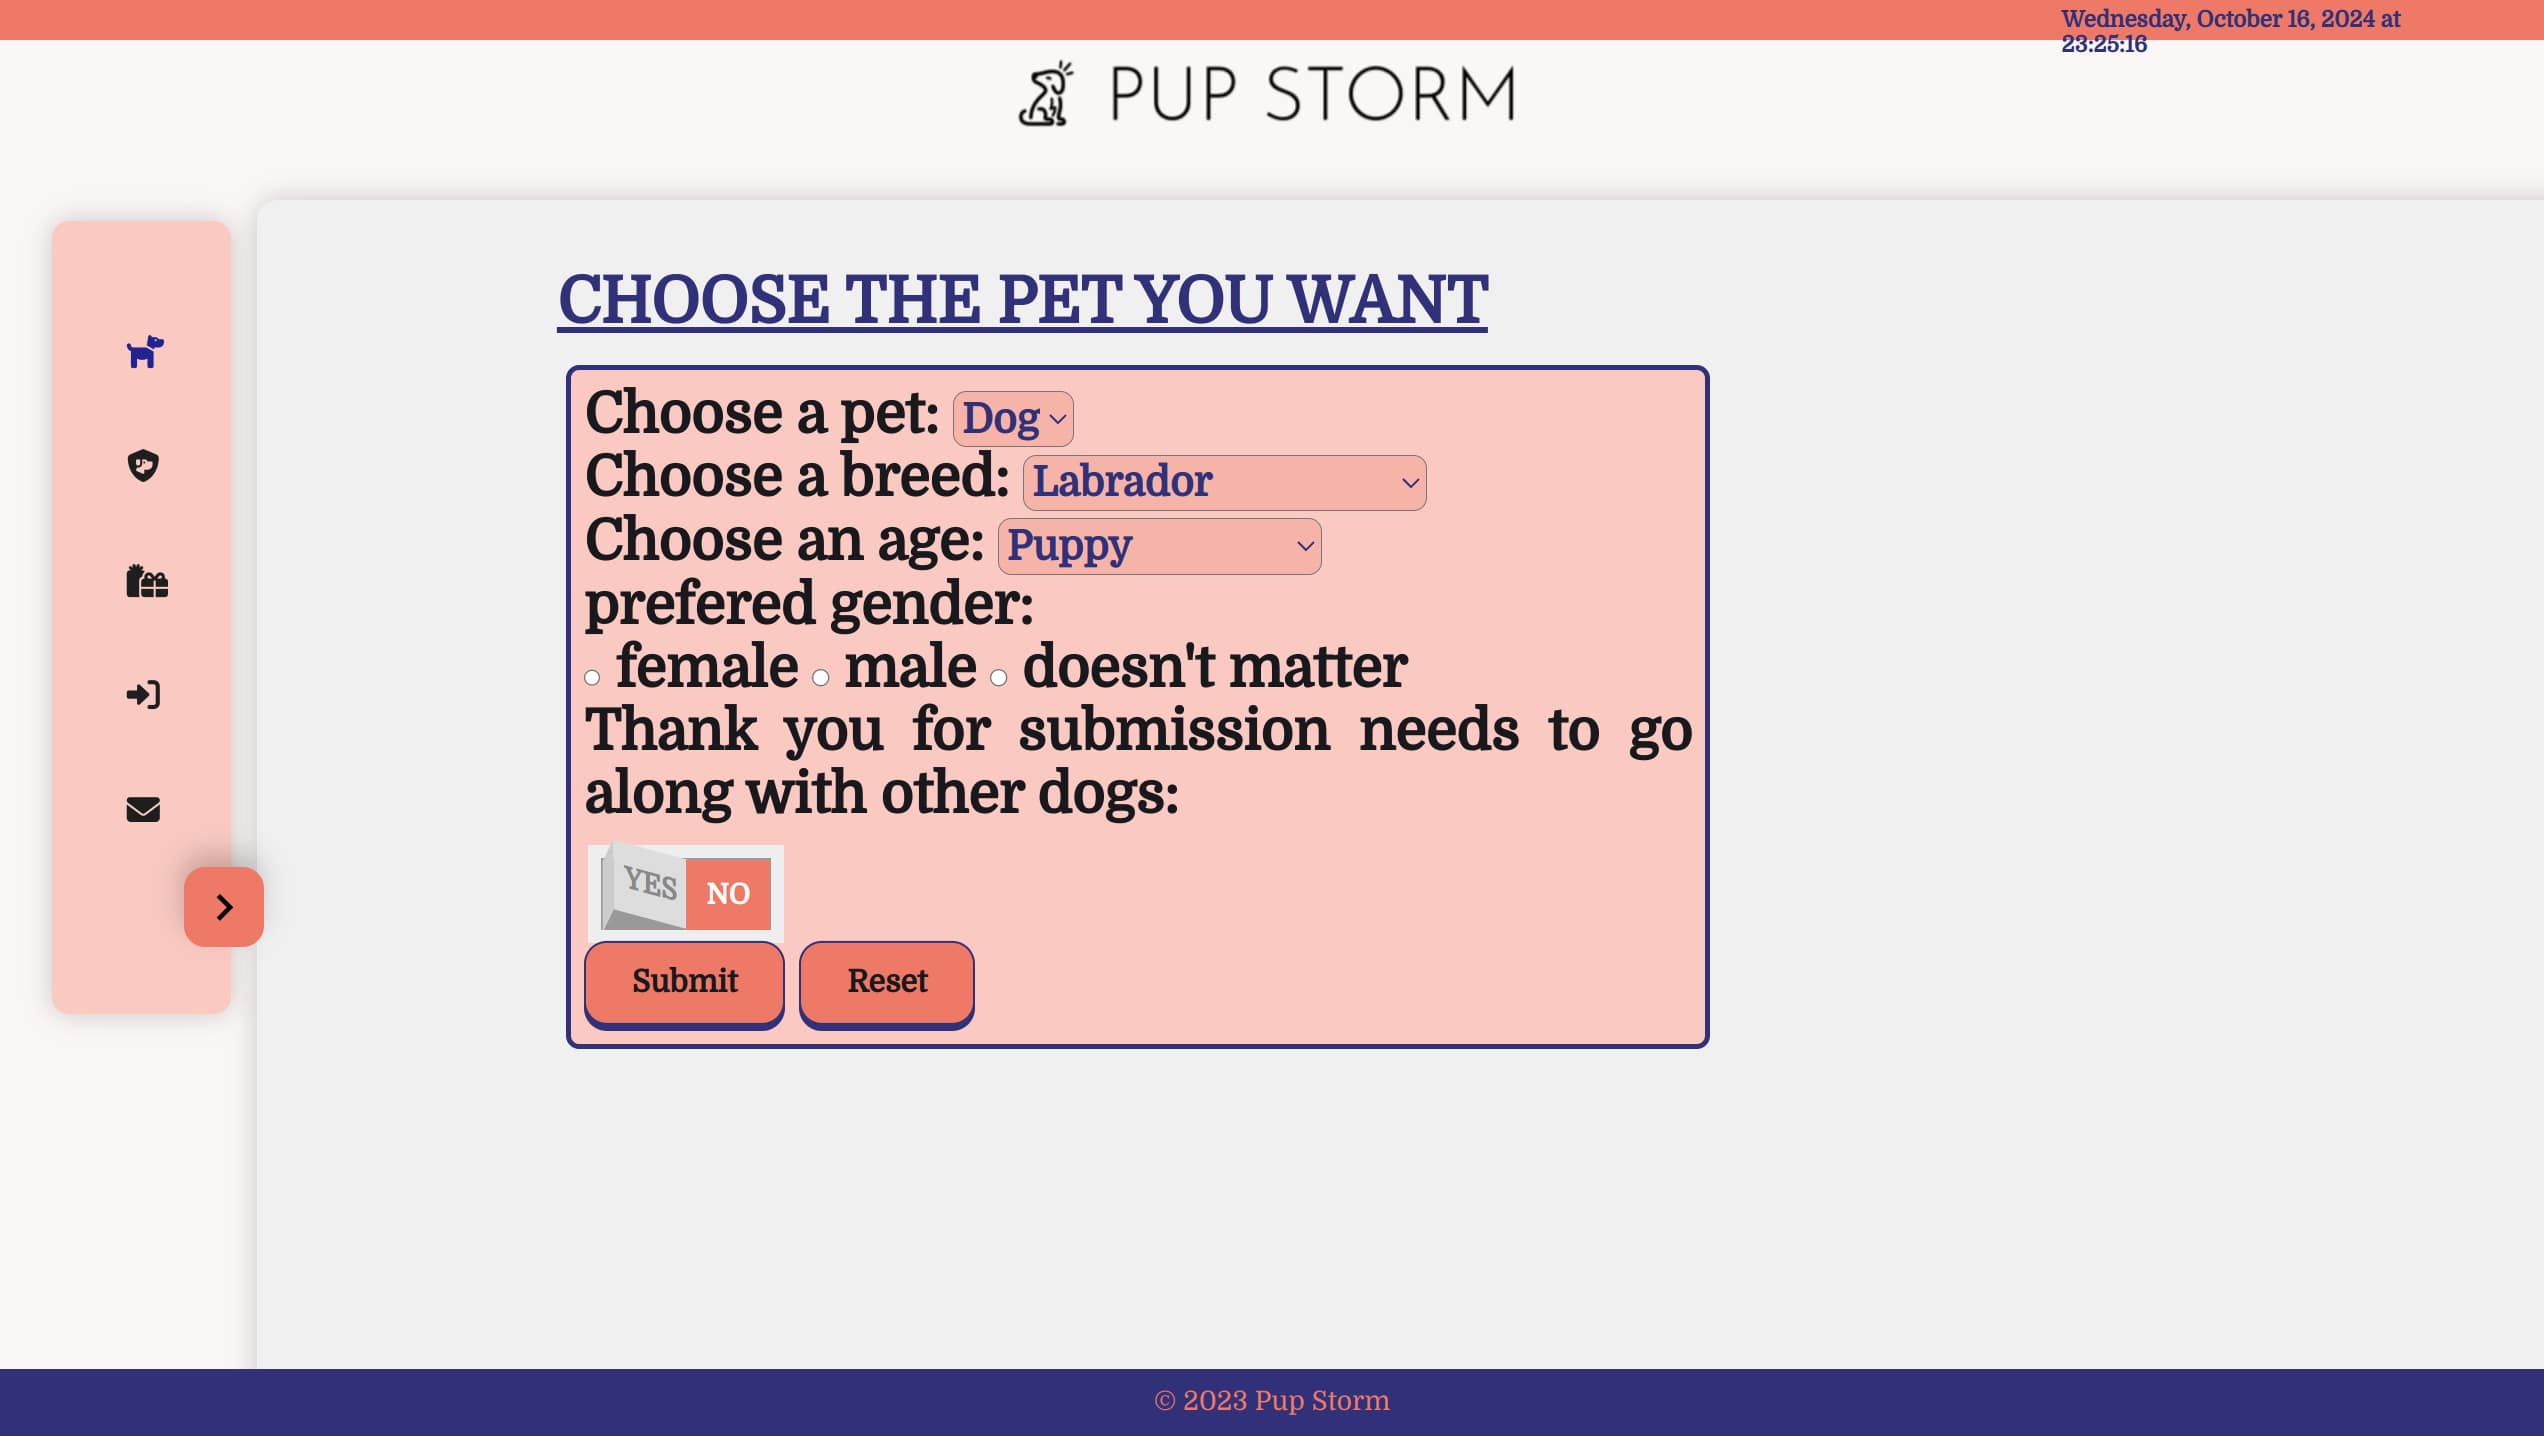 Wednesday, October 16, 2024 at
23:25:16
PUP STORM
CHOOSE THE PET YOU WANT
Choose a pet: Dog
Choose a breed: Labrador
Choose an age: Puppy
prefered gender:
female male doesn't matter
Thank you for submission needs to go
along with other dogs:
YES NO
Submit Reset
© 2023 Pup Storm